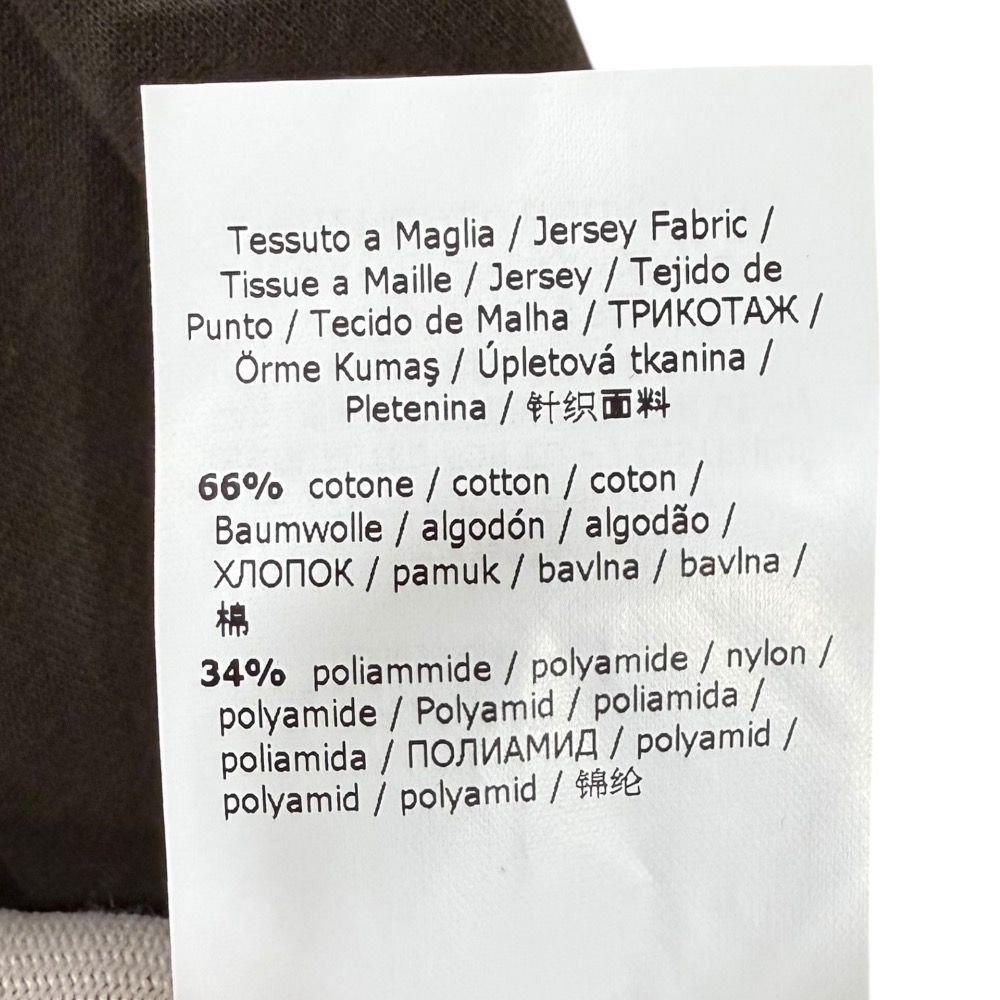 Tessuto a Maglia / Jersey Fabric /
Tissue a Maille / Jersey / Tejido de
Punto / Tecido de Malha / ТРИКОТАЖ /
Örme Kumaş / Úpletová tkanina /
Pletenina / 针织面料
66% cotone / cotton / coton /
Baumwolle / algodón / algodão /
ХЛОПОК / pamuk / bavlna / bavlna /
棉
34% poliammide / polyamide / nylon /
polyamide / Polyamid / poliamida /
poliamida / ПОЛИАМИД / polyamid /
polyamid / polyamid / 锦纶